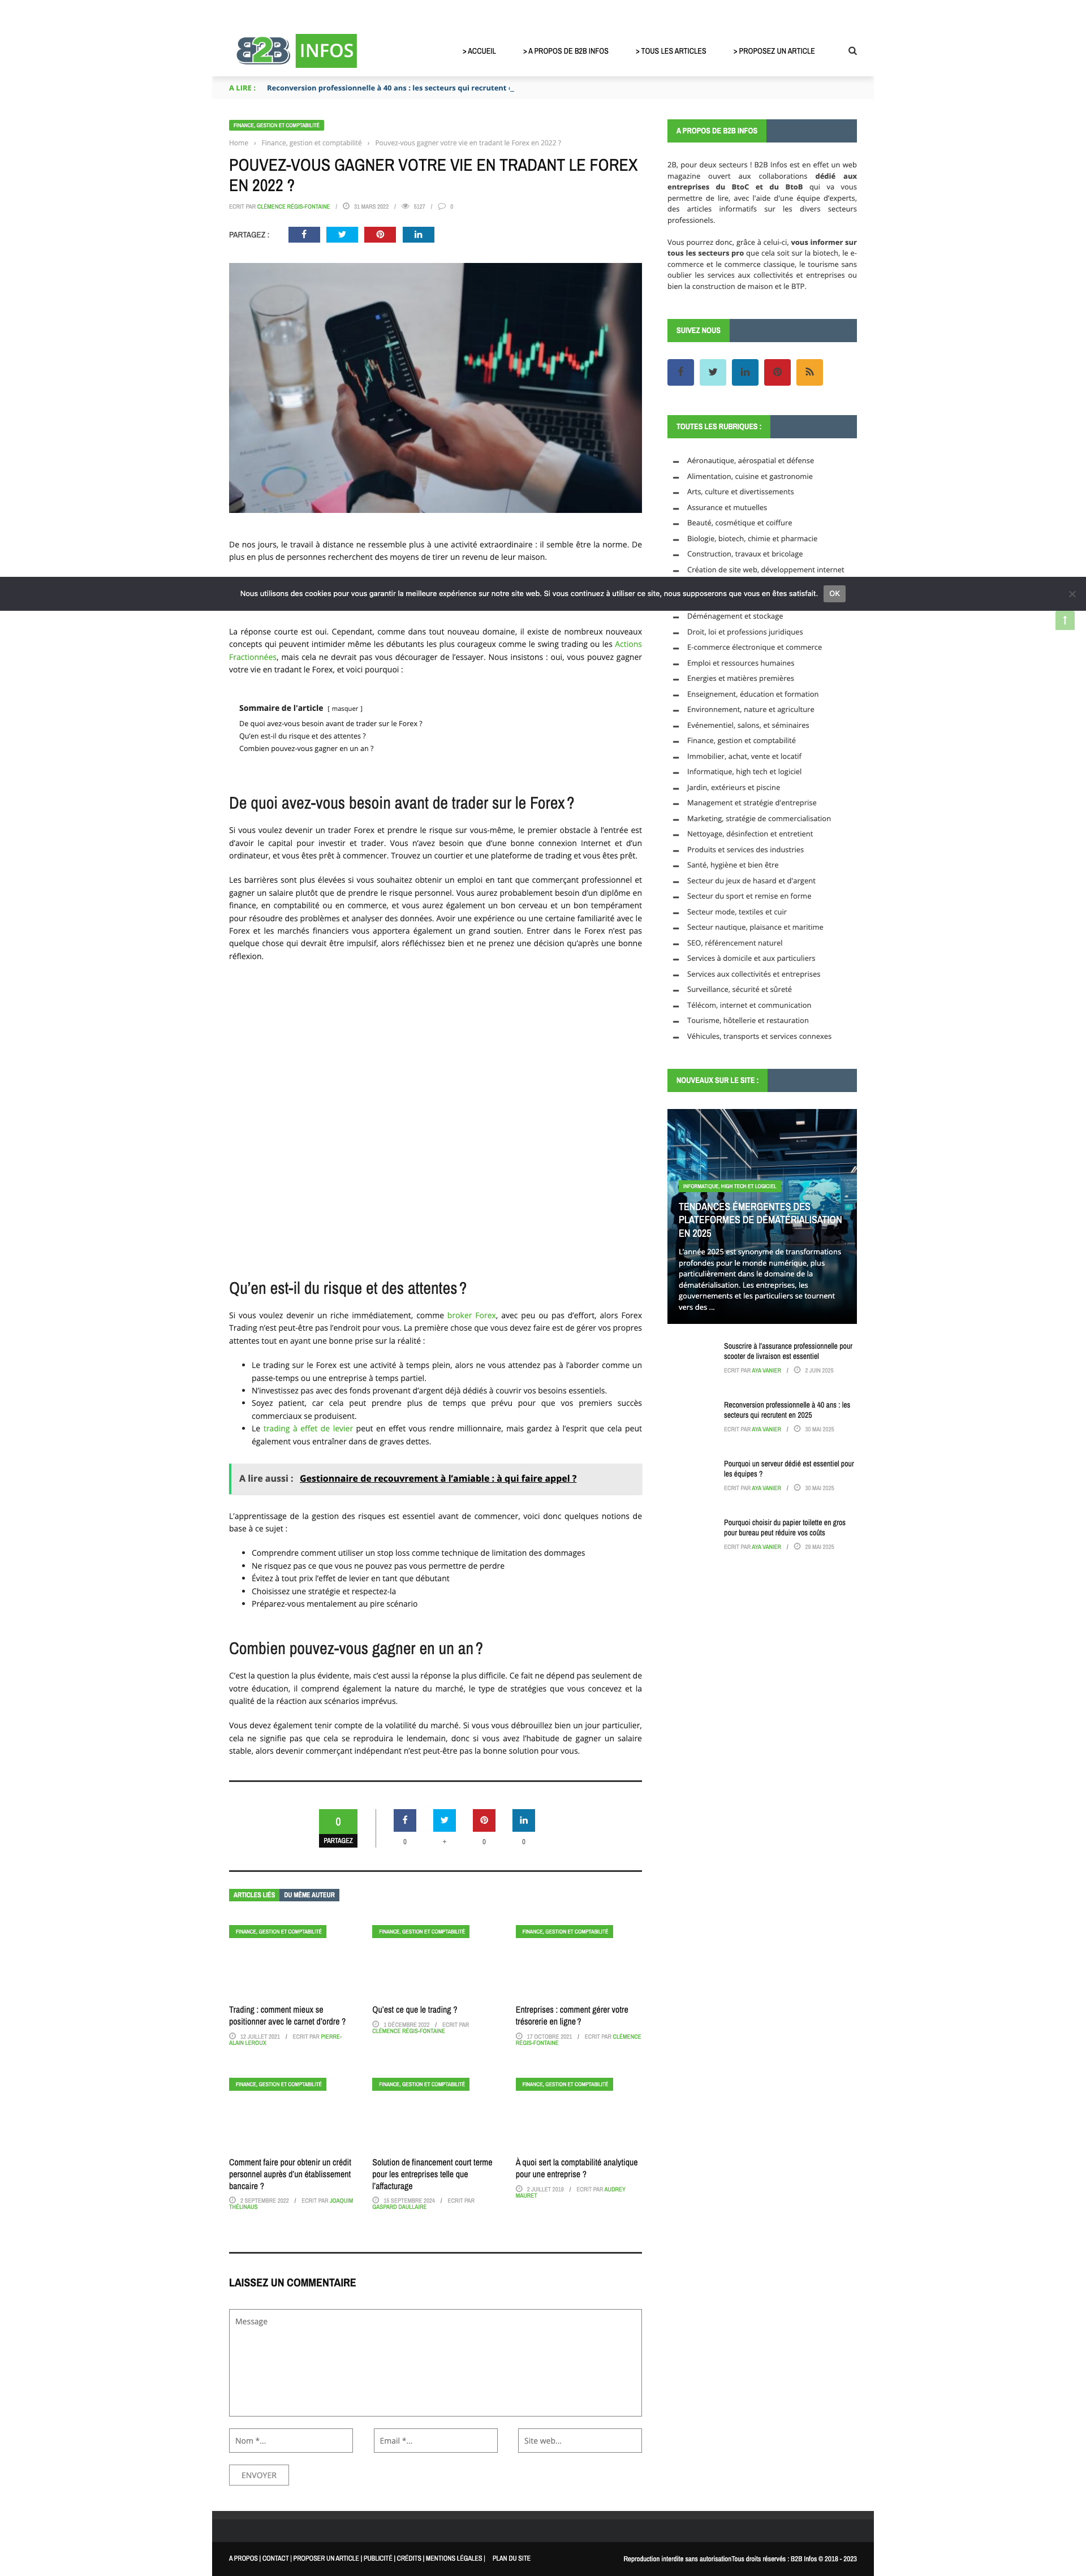 B2B INFOS
> ACCUEIL
> A PROPOS DE B2B INFOS
> TOUS LES ARTICLES
> PROPOSEZ UN ARTICLE
A LIRE :
Reconversion professionnelle à 40 ans : les secteurs qui recrutent
FINANCE, GESTION ET COMPTABILITÉ
Home › Finance, gestion et comptabilité › Pouvez-vous gagner votre vie en tradant le Forex en 2022 ?
POUVEZ-VOUS GAGNER VOTRE VIE EN TRADANT LE FOREX
EN 2022 ?
ECRIT PAR CLÉMENCE RÉGIS-FONTAINE / 31 MARS 2022 / 5127 / 0
PARTAGEZ :
De nos jours, le travail à distance ne ressemble plus à une activité extraordinaire : il semble être la norme. De
plus en plus de personnes recherchent des moyens de tirer un revenu de leur maison.
Nous utilisons des cookies pour vous garantir la meilleure expérience sur notre site web. Si vous continuez à utiliser ce site, nous supposerons que vous en êtes satisfait. OK
La réponse courte est oui. Cependant, comme dans tout nouveau domaine, il existe de nombreux nouveaux
concepts qui peuvent intimider même les débutants les plus courageux comme le swing trading ou les Actions
Fractionnées, mais cela ne devrait pas vous décourager de l'essayer. Nous insistons : oui, vous pouvez gagner
votre vie en tradant le Forex, et voici pourquoi :
Sommaire de l'article [ masquer ]
De quoi avez-vous besoin avant de trader sur le Forex ?
Qu'en est-il du risque et des attentes ?
Combien pouvez-vous gagner en un an ?
De quoi avez-vous besoin avant de trader sur le Forex ?
Si vous voulez devenir un trader Forex et prendre le risque sur vous-même, le premier obstacle à l'entrée est
d'avoir le capital pour investir et trader. Vous n'avez besoin que d'une bonne connexion Internet et d'un
ordinateur, et vous êtes prêt à commencer. Trouvez un courtier et une plateforme de trading et vous êtes prêt.
Les barrières sont plus élevées si vous souhaitez obtenir un emploi en tant que commerçant professionnel et
gagner un salaire plutôt que de prendre le risque personnel. Vous aurez probablement besoin d'un diplôme en
finance, en comptabilité ou en commerce, et vous aurez également un bon cerveau et un bon tempérament
pour résoudre des problèmes et analyser des données. Avoir une expérience ou une certaine familiarité avec le
Forex et les marchés financiers vous apportera également un grand soutien. Entrer dans le Forex n'est pas
quelque chose qui devrait être impulsif, alors réfléchissez bien et ne prenez une décision qu'après une bonne
réflexion.
Qu'en est-il du risque et des attentes ?
Si vous voulez devenir un riche immédiatement, comme broker Forex, avec peu ou pas d'effort, alors Forex
Trading n'est peut-être pas l'endroit pour vous. La première chose que vous devez faire est de gérer vos propres
attentes tout en ayant une bonne prise sur la réalité :
• Le trading sur le Forex est une activité à temps plein, alors ne vous attendez pas à l'aborder comme un
passe-temps ou une entreprise à temps partiel.
• N'investissez pas avec des fonds provenant d'argent déjà dédiés à couvrir vos besoins essentiels.
• Soyez patient, car cela peut prendre plus de temps que prévu pour que vos premiers succès
commerciaux se produisent.
• Le trading à effet de levier peut en effet vous rendre millionnaire, mais gardez à l'esprit que cela peut
également vous entraîner dans de graves dettes.
A lire aussi : Gestionnaire de recouvrement à l'amiable : à qui faire appel ?
L'apprentissage de la gestion des risques est essentiel avant de commencer, voici donc quelques notions de
base à ce sujet :
• Comprendre comment utiliser un stop loss comme technique de limitation des dommages
• Ne risquez pas ce que vous ne pouvez pas vous permettre de perdre
• Évitez à tout prix l'effet de levier en tant que débutant
• Choisissez une stratégie et respectez-la
• Préparez-vous mentalement au pire scénario
Combien pouvez-vous gagner en un an ?
C'est la question la plus évidente, mais c'est aussi la réponse la plus difficile. Ce fait ne dépend pas seulement de
votre éducation, il comprend également la nature du marché, le type de stratégies que vous concevez et la
qualité de la réaction aux scénarios imprévus.
Vous devez également tenir compte de la volatilité du marché. Si vous vous débrouillez bien un jour particulier,
cela ne signifie pas que cela se reproduira le lendemain, donc si vous avez l'habitude de gagner un salaire
stable, alors devenir commerçant indépendant n'est peut-être pas la bonne solution pour vous.
0
PARTAGEZ
0 + 0 0
ARTICLES LIÉS DU MÊME AUTEUR
FINANCE, GESTION ET COMPTABILITÉ
Trading : comment mieux se
positionner avec le carnet d'ordre ?
12 JUILLET 2021 / ECRIT PAR PIERRE-
ALAIN LEROUX
FINANCE, GESTION ET COMPTABILITÉ
Qu'est ce que le trading ?
1 DÉCEMBRE 2022 / ECRIT PAR
CLÉMENCE RÉGIS-FONTAINE
FINANCE, GESTION ET COMPTABILITÉ
Entreprises : comment gérer votre
trésorerie en ligne ?
17 OCTOBRE 2021 / ECRIT PAR CLÉMENCE
RÉGIS-FONTAINE
FINANCE, GESTION ET COMPTABILITÉ
Comment faire pour obtenir un crédit
personnel auprès d'un établissement
bancaire ?
2 SEPTEMBRE 2022 / ECRIT PAR JOAQUIM
THÉLINAUS
FINANCE, GESTION ET COMPTABILITÉ
Solution de financement court terme
pour les entreprises telle que
l'affacturage
15 SEPTEMBRE 2024 / ECRIT PAR
GASPARD DAULLAIRE
FINANCE, GESTION ET COMPTABILITÉ
À quoi sert la comptabilité analytique
pour une entreprise ?
2 JUILLET 2018 / ECRIT PAR AUDREY
MAURET
LAISSEZ UN COMMENTAIRE
Message
Nom *...
Email *...
Site web...
ENVOYER
A PROPOS DE B2B INFOS
2B, pour deux secteurs ! B2B Infos est en effet un web
magazine ouvert aux collaborations dédié aux
entreprises du BtoC et du BtoB qui va vous
permettre de lire, avec l'aide d'une équipe d'experts,
des articles informatifs sur les divers secteurs
professionels.
Vous pourrez donc, grâce à celui-ci, vous informer sur
tous les secteurs pro que cela soit sur la biotech, le e-
commerce et le commerce classique, le tourisme sans
oublier les services aux collectivités et entreprises ou
bien la construction de maison et le BTP.
SUIVEZ NOUS
TOUTES LES RUBRIQUES :
Aéronautique, aérospatial et défense
Alimentation, cuisine et gastronomie
Arts, culture et divertissements
Assurance et mutuelles
Beauté, cosmétique et coiffure
Biologie, biotech, chimie et pharmacie
Construction, travaux et bricolage
Création de site web, développement internet
Déménagement et stockage
Droit, loi et professions juridiques
E-commerce électronique et commerce
Emploi et ressources humaines
Energies et matières premières
Enseignement, éducation et formation
Environnement, nature et agriculture
Evénementiel, salons, et séminaires
Finance, gestion et comptabilité
Immobilier, achat, vente et locatif
Informatique, high tech et logiciel
Jardin, extérieurs et piscine
Management et stratégie d'entreprise
Marketing, stratégie de commercialisation
Nettoyage, désinfection et entretient
Produits et services des industries
Santé, hygiène et bien être
Secteur du jeux de hasard et d'argent
Secteur du sport et remise en forme
Secteur mode, textiles et cuir
Secteur nautique, plaisance et maritime
SEO, référencement naturel
Services à domicile et aux particuliers
Services aux collectivités et entreprises
Surveillance, sécurité et sûreté
Télécom, internet et communication
Tourisme, hôtellerie et restauration
Véhicules, transports et services connexes
NOUVEAUX SUR LE SITE :
INFORMATIQUE, HIGH TECH ET LOGICIEL
TENDANCES ÉMERGENTES DES
PLATEFORMES DE DÉMATÉRIALISATION
EN 2025
L'année 2025 est synonyme de transformations
profondes pour le monde numérique, plus
particulièrement dans le domaine de la
dématérialisation. Les entreprises, les
gouvernements et les particuliers se tournent
vers des ...
Souscrire à l'assurance professionnelle pour
scooter de livraison est essentiel
ECRIT PAR AYA VANIER / 2 JUIN 2025
Reconversion professionnelle à 40 ans : les
secteurs qui recrutent en 2025
ECRIT PAR AYA VANIER / 30 MAI 2025
Pourquoi un serveur dédié est essentiel pour
les équipes ?
ECRIT PAR AYA VANIER / 30 MAI 2025
Pourquoi choisir du papier toilette en gros
pour bureau peut réduire vos coûts
ECRIT PAR AYA VANIER / 29 MAI 2025
A PROPOS | CONTACT | PROPOSER UN ARTICLE | PUBLICITÉ | CRÉDITS | MENTIONS LÉGALES | PLAN DU SITE
Reproduction interdite sans autorisationTous droits réservés : B2B Infos © 2018 - 2023